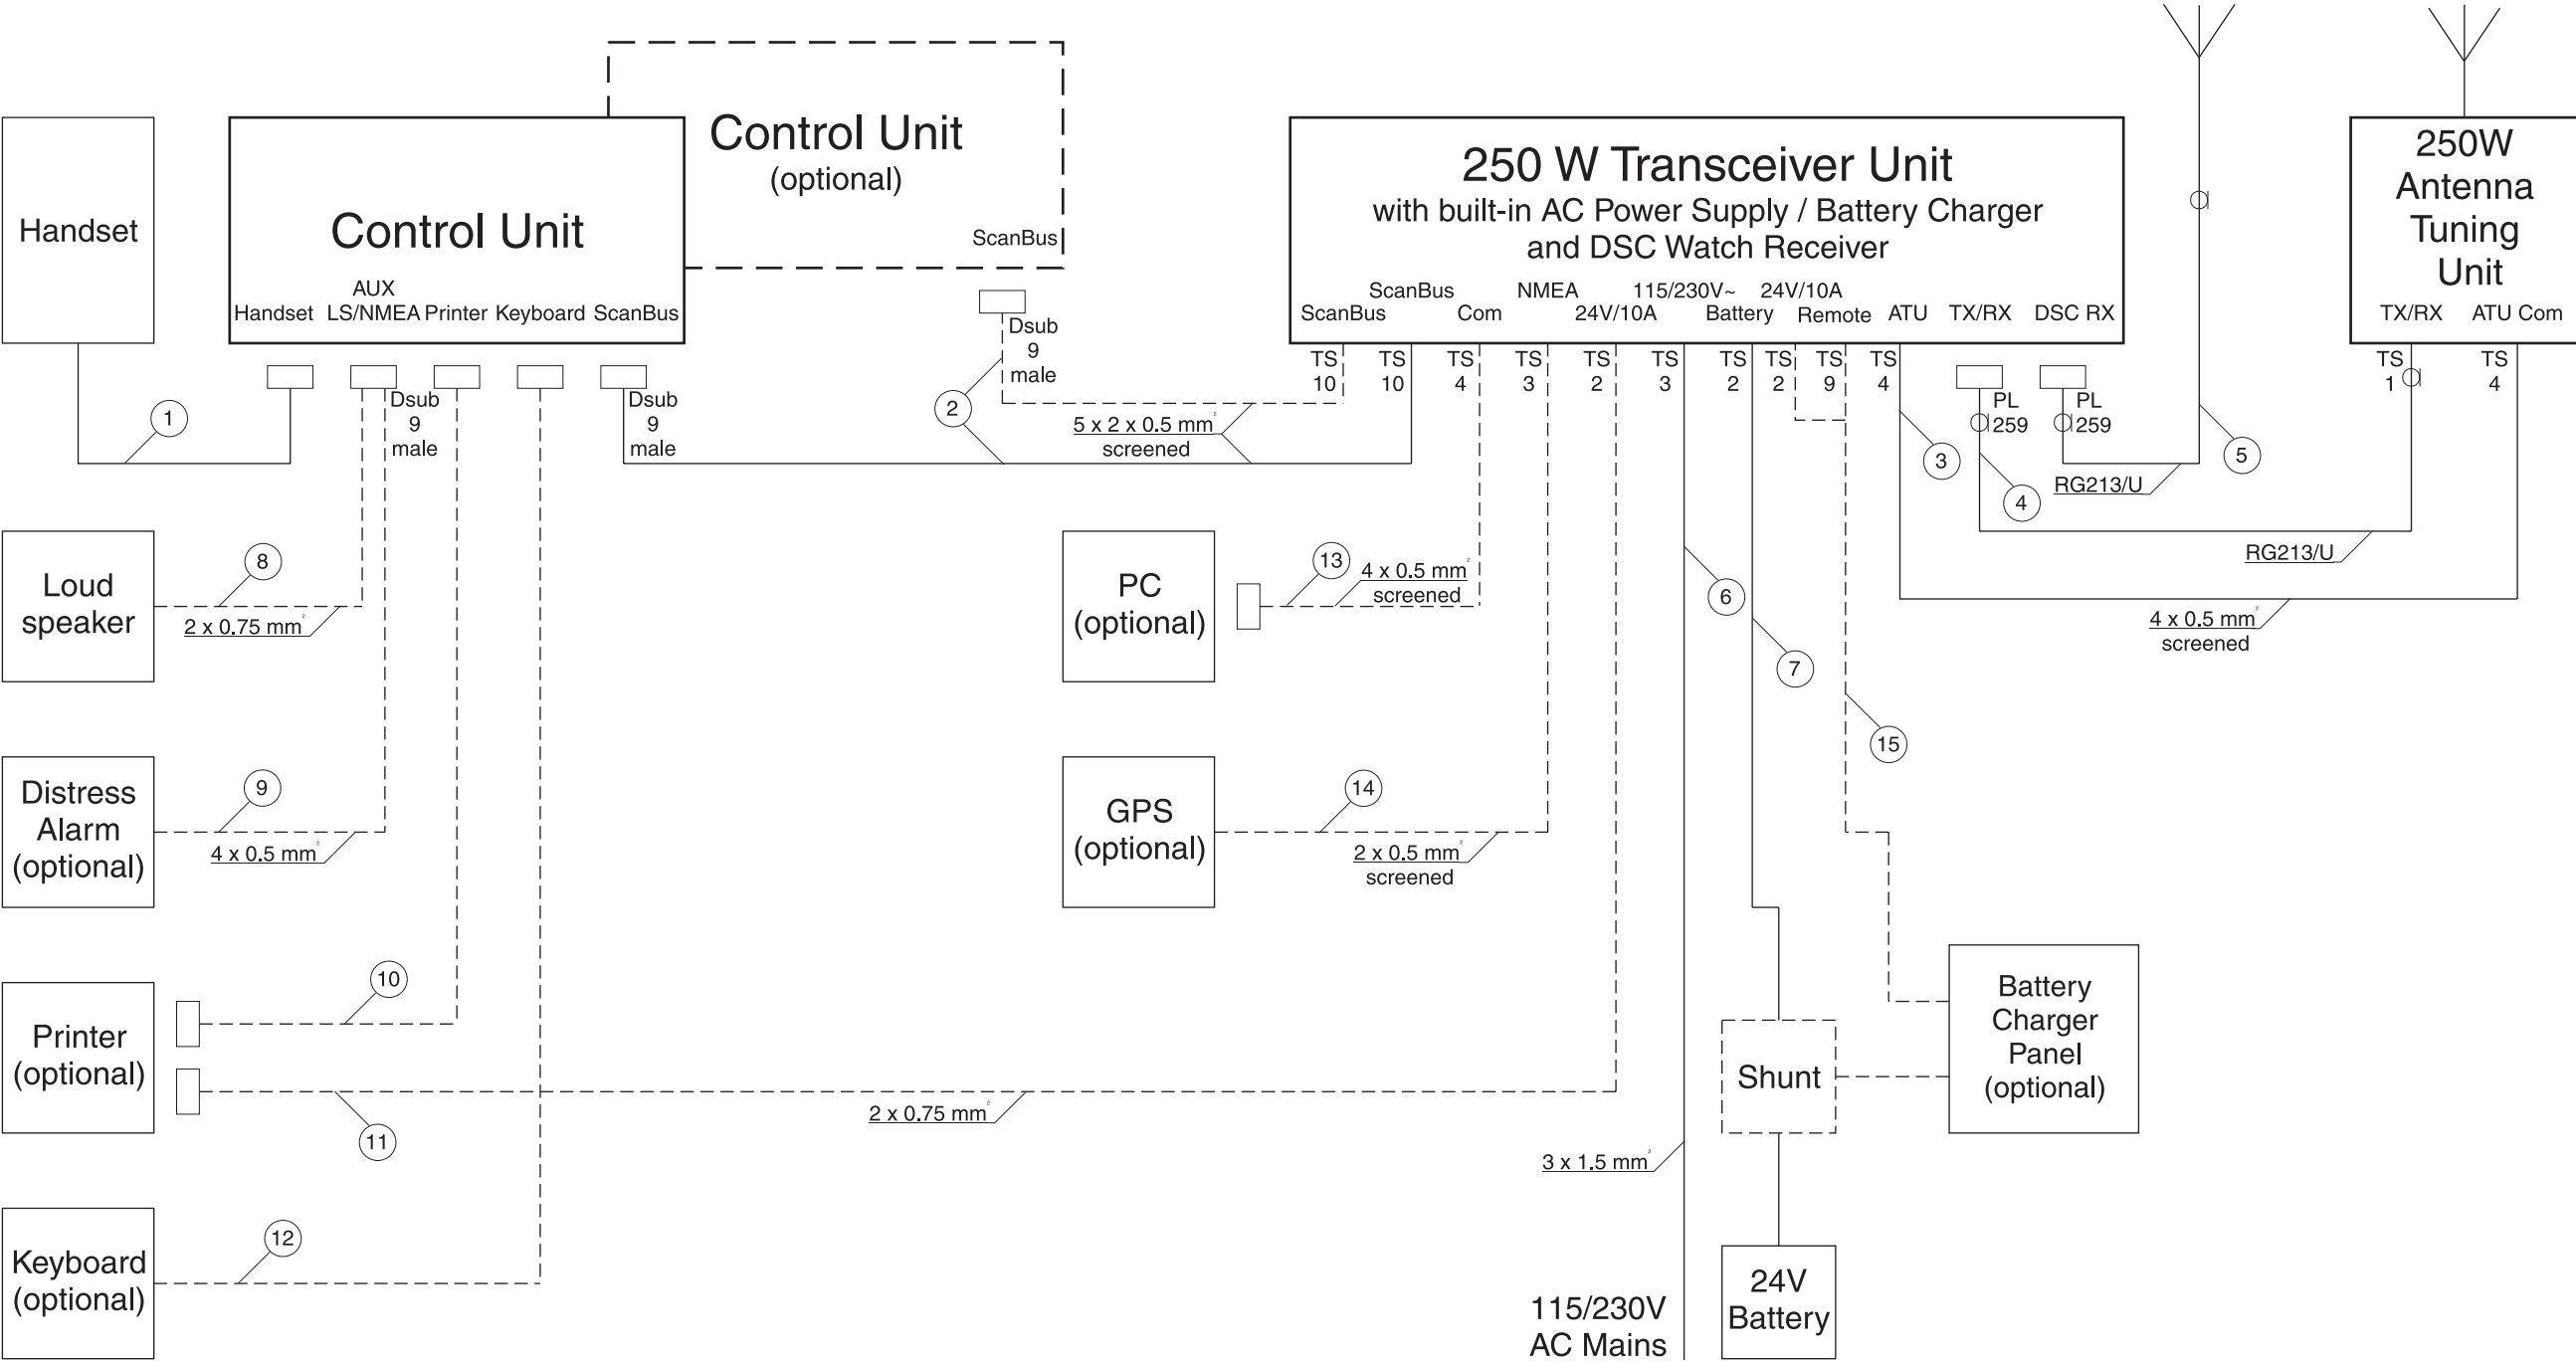 Handset
Control Unit
AUX
Handset LS/NMEA Printer Keyboard ScanBus
Control Unit
(optional)
ScanBus
250 W Transceiver Unit
with built-in AC Power Supply / Battery Charger
and DSC Watch Receiver
ScanBus NMEA 115/230V~ 24V/10A
ScanBus Com 24V/10A Battery Remote ATU TX/RX DSC RX
250W
Antenna
Tuning
Unit
TX/RX ATU Com
Dsub
9
male
Dsub
9
male
Dsub
9
male
TS
10
TS
10
TS
4
TS
3
TS
2
TS
3
TS
2
TS
2
TS
9
TS
4
PL
259
PL
259
TS
1
TS
4
1
2
5 x 2 x 0.5 mm²
screened
3
4
5
RG213/U
RG213/U
4 x 0.5 mm²
screened
Loud
speaker
8
2 x 0.75 mm²
PC
(optional)
13
4 x 0.5 mm²
screened
6
7
15
Distress
Alarm
(optional)
9
4 x 0.5 mm²
GPS
(optional)
14
2 x 0.5 mm²
screened
Printer
(optional)
10
11
2 x 0.75 mm²
Battery
Charger
Panel
(optional)
Shunt
3 x 1.5 mm²
Keyboard
(optional)
12
115/230V
AC Mains
24V
Battery